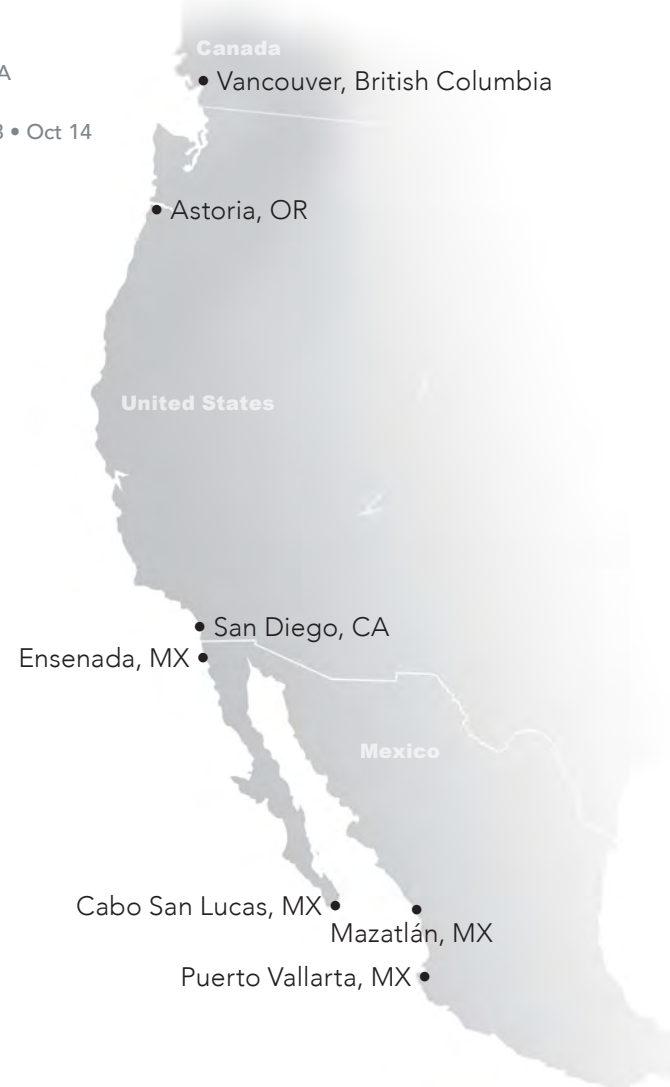 Canada
A
Vancouver, British Columbia
• Oct 14
Astoria, OR
United States
San Diego, CA
Ensenada, MX
Mexico
Cabo San Lucas, MX
Mazatlán, MX
Puerto Vallarta, MX